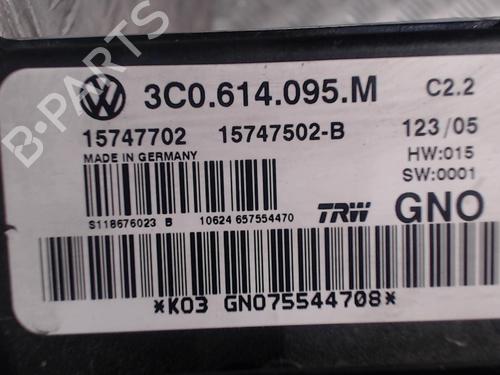 B-PARTS
3C0.614.095.M C2.2
15747702 15747502-B 123/05
MADE IN GERMANY HW:015
SW:0001
S118676023 B 10624 657554470 TRW GNO
*K03 GNO75544708*